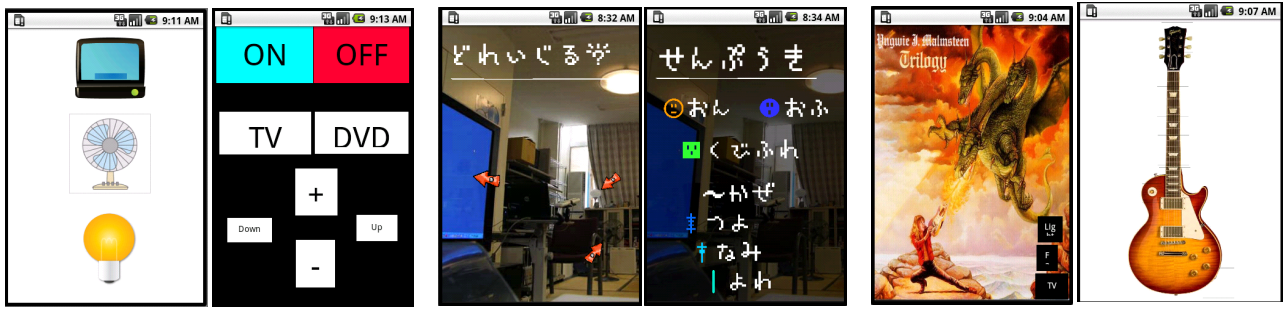 9:11 AM
9:13 AM
ON OFF
TV DVD
+
Down Up
-
8:32 AM
どれいじる
8:34 AM
せんぷうき
おん おふ
くびふれ
〜かぜ
つよ
なみ
よわ
9:04 AM
Yngwie J. Malmsteen
Trilogy
Lig
F
TV
9:07 AM